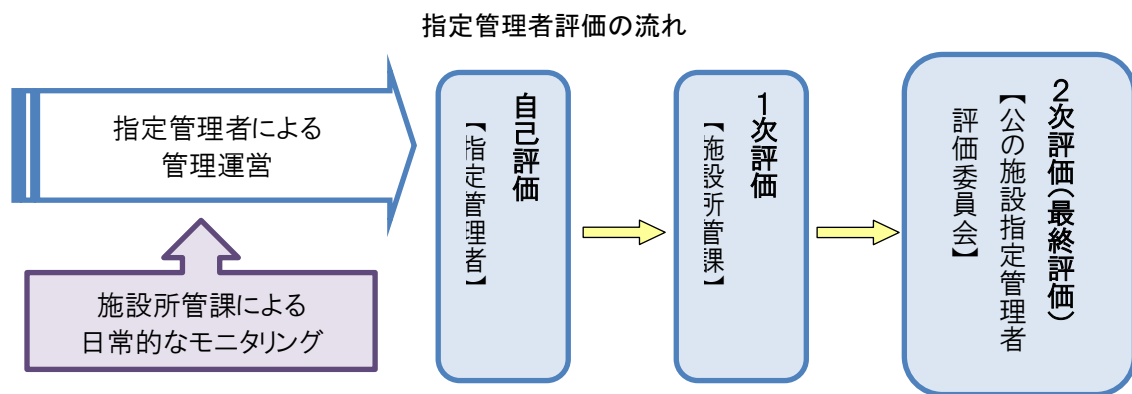 指定管理者評価の流れ
指定管理者による
管理運営
施設所管課による
日常的なモニタリング
自己評価
【指定管理者】
1次評価
【施設所管課】
2次評価(最終評価)
【公の施設指定管理者
評価委員会】